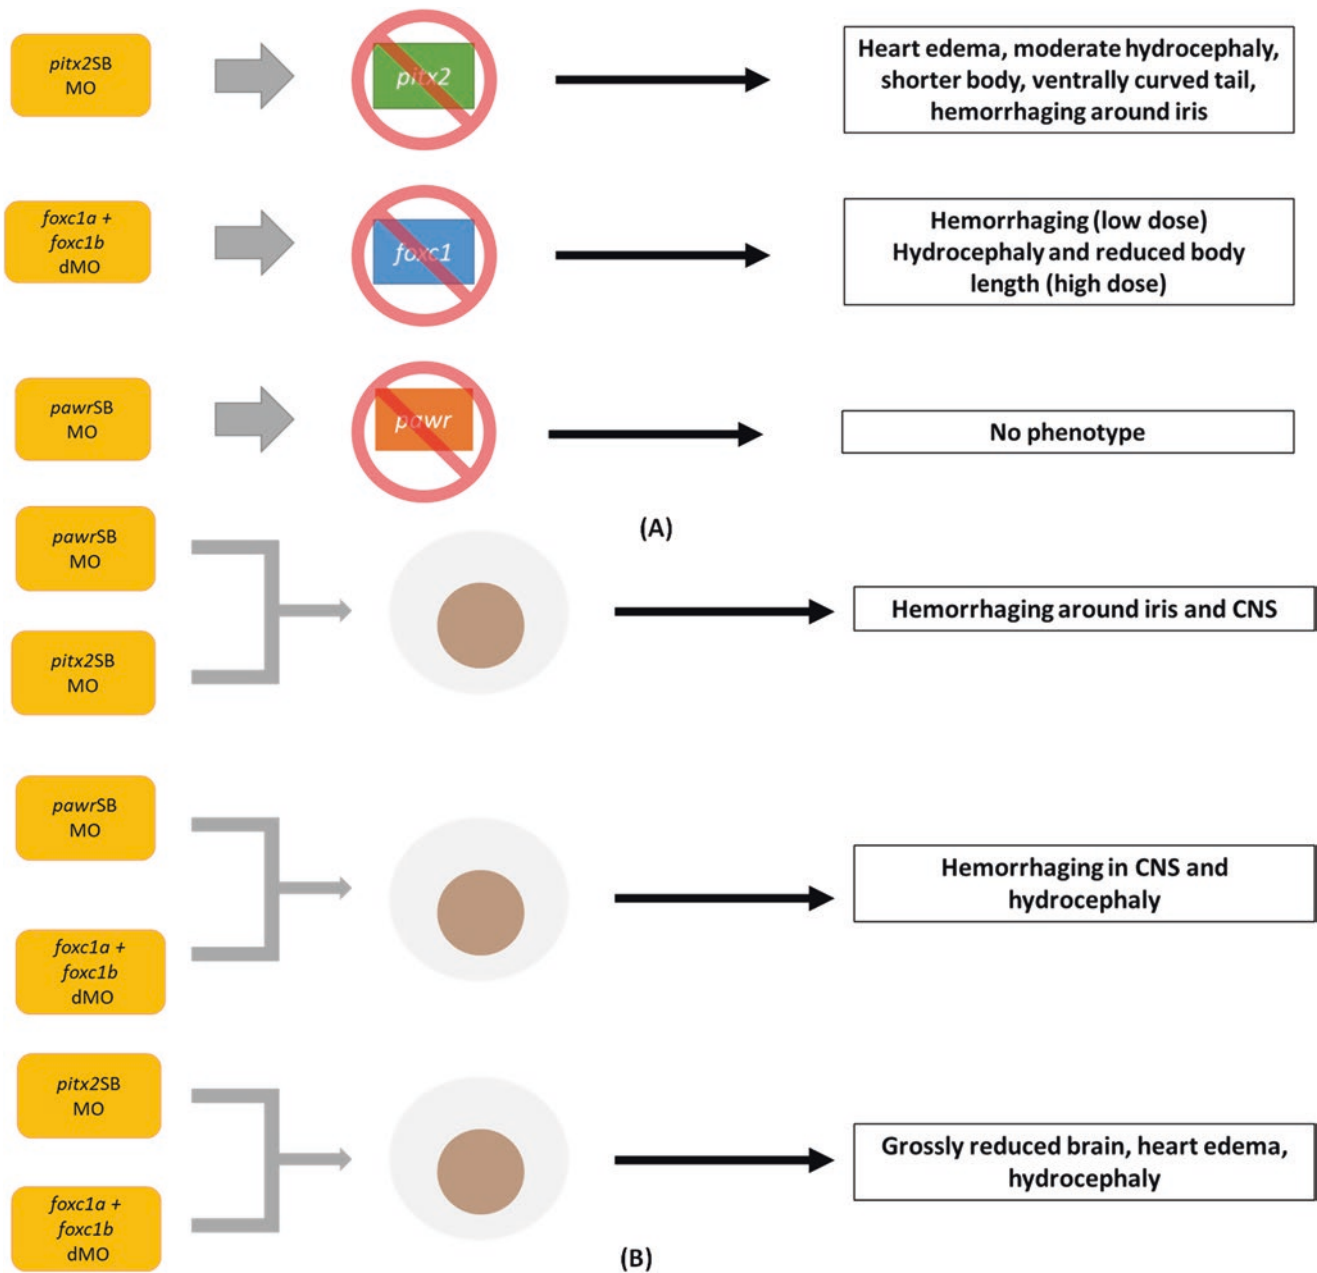 pitx2SB
MO
pitx2
Heart edema, moderate hydrocephaly,
shorter body, ventrally curved tail,
hemorrhaging around iris
foxc1a +
foxc1b
dMO
foxc1
Hemorrhaging (low dose)
Hydrocephaly and reduced body
length (high dose)
pawrSB
MO
pawr
No phenotype
(A)
pawrSB
MO
pitx2SB
MO
Hemorrhaging around iris and CNS
pawrSB
MO
foxc1a +
foxc1b
dMO
Hemorrhaging in CNS and
hydrocephaly
pitx2SB
MO
foxc1a +
foxc1b
dMO
Grossly reduced brain, heart edema,
hydrocephaly
(B)